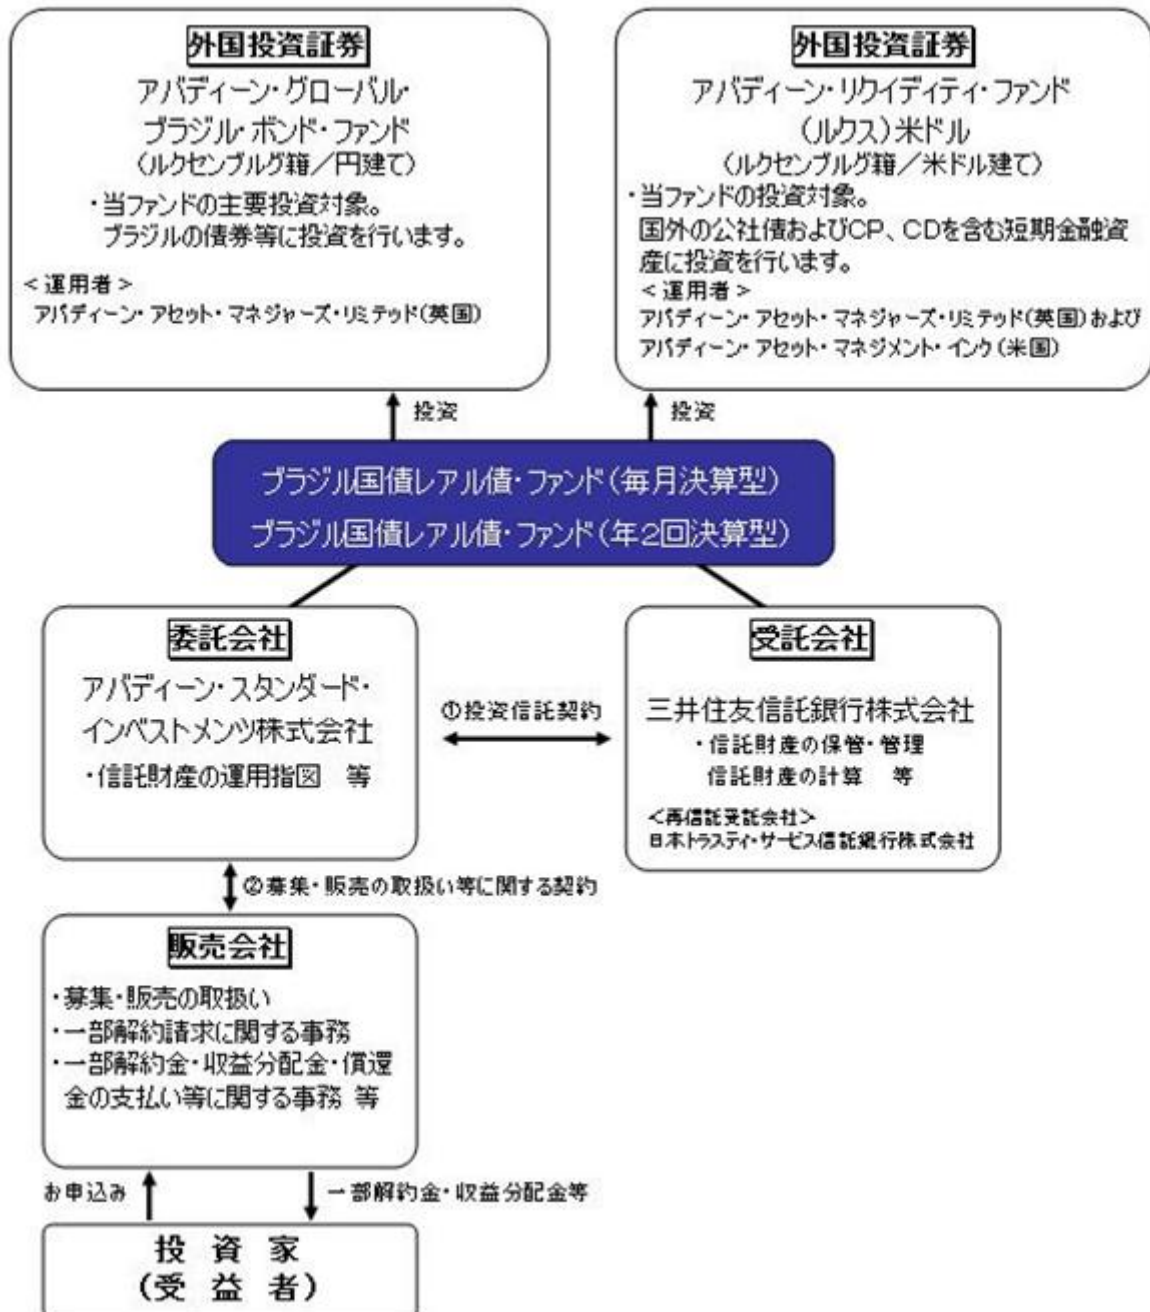 外国投資証券
アバディーン・グローバル・
ブラジル・ボンド・ファンド
(ルクセンブルグ籍／円建て)
・当ファンドの主要投資対象。
ブラジルの債券等に投資を行います。
＜運用者＞
アバディーン・アセット・マネジャーズ・リミテッド(英国)
外国投資証券
アバディーン・リクイディティ・ファンド
(ルクス)米ドル
(ルクセンブルグ籍／米ドル建て)
・当ファンドの投資対象。
国外の公社債およびCP、CDを含む短期金融資
産に投資を行います。
＜運用者＞
アバディーン・アセット・マネジャーズ・リミテッド(英国)および
アバディーン・アセット・マネジメント・インク(米国)
投資
投資
ブラジル国債レアル債・ファンド(毎月決算型)
ブラジル国債レアル債・ファンド(年2回決算型)
委託会社
アバディーン・スタンダード・
インベストメンツ株式会社
・信託財産の運用指図　等
①投資信託契約
受託会社
三井住友信託銀行株式会社
・信託財産の保管・管理
信託財産の計算　等
＜再信託受託会社＞
日本トラスティ・サービス信託銀行株式会社
②募集・販売の取扱い等に関する契約
販売会社
・募集・販売の取扱い
・一部解約請求に関する事務
・一部解約金・収益分配金・償還
金の支払い等に関する事務 等
お申込み
一部解約金・収益分配金等
投 資 家
(受 益 者)